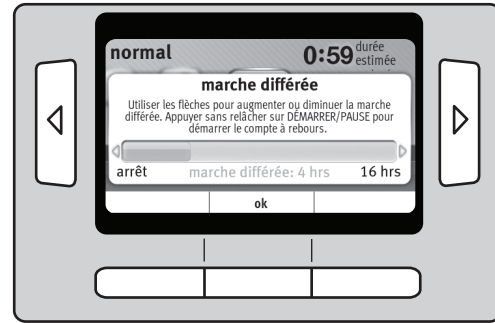 normal 0:59 durée
estimée
marche différée
Utiliser les flèches pour augmenter ou diminuer la marche
différée. Appuyer sans relâcher sur DÉMARRER/PAUSE pour
démarrer le compte à rebours.
arrêt marche différée: 4 hrs 16 hrs
ok